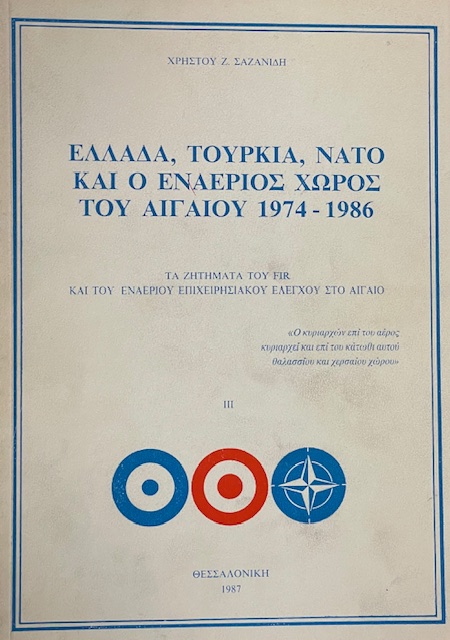 ΧΡΗΣΤΟΥ Ζ. ΣΑΖΑΝΙΔΗ
ΕΛΛΑΔΑ, ΤΟΥΡΚΙΑ, ΝΑΤΟ
ΚΑΙ Ο ΕΝΑΕΡΙΟΣ ΧΩΡΟΣ
ΤΟΥ ΑΙΓΑΙΟΥ 1974 - 1986
ΤΑ ΖΗΤΗΜΑΤΑ ΤΟΥ FIR
ΚΑΙ ΤΟΥ ΕΝΑΕΡΙΟΥ ΕΠΙΧΕΙΡΗΣΙΑΚΟΥ ΕΛΕΓΧΟΥ ΣΤΟ ΑΙΓΑΙΟ
«Ο κυριαρχών επί του αέρος
κυριαρχεί και επί του κάτωθι αυτού
θαλασσίου και χερσαίου χώρου»
III
ΘΕΣΣΑΛΟΝΙΚΗ
1987